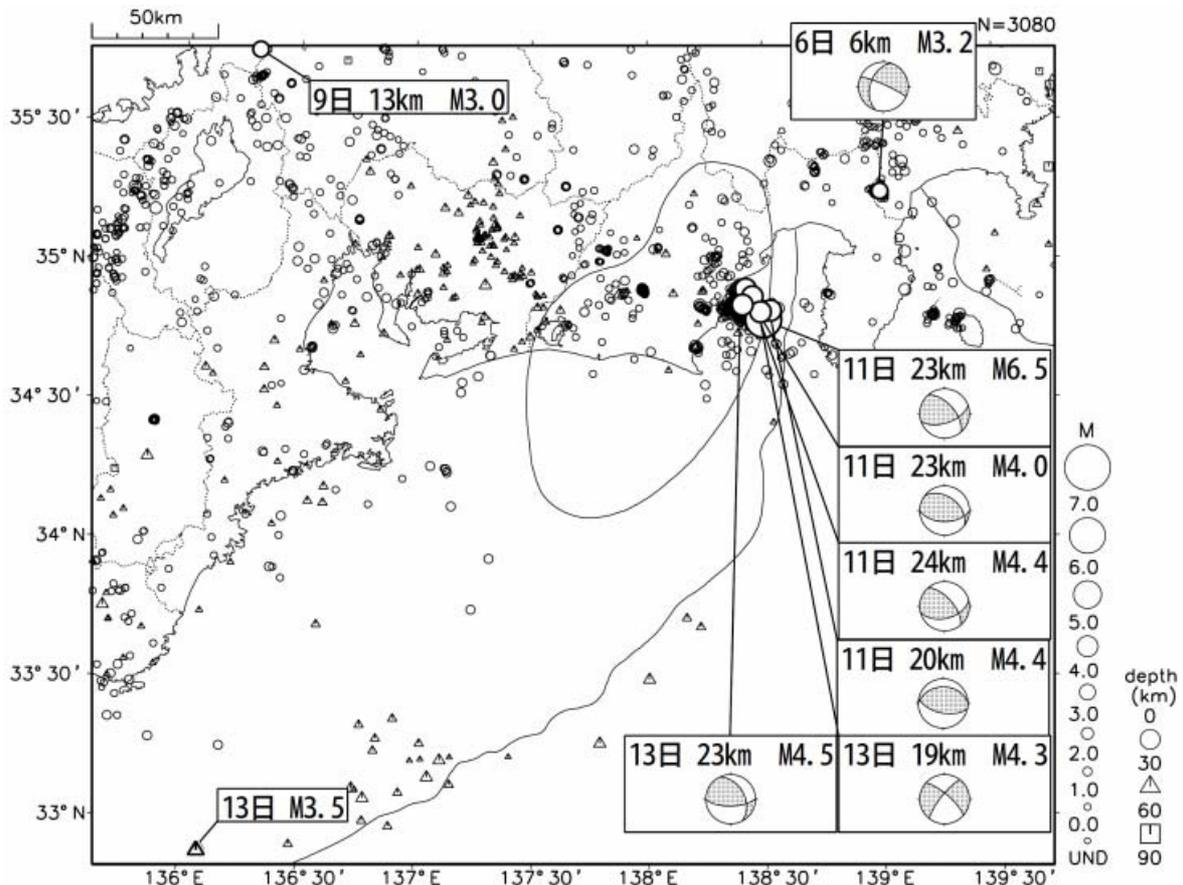 50km
N=3080
6日 6km M3.2
9日 13km M3.0
35° 30′
35° N
34° 30′
34° N
33° 30′
33° N
11日 23km M6.5
11日 23km M4.0
11日 24km M4.4
11日 20km M4.4
13日 23km M4.5
13日 19km M4.3
13日 M3.5
M
7.0
6.0
5.0
4.0
3.0
2.0
1.0
0.0
UND
depth
(km)
0
30
60
90
136° E
136° 30′
137° E
137° 30′
138° E
138° 30′
139° E
139° 30′